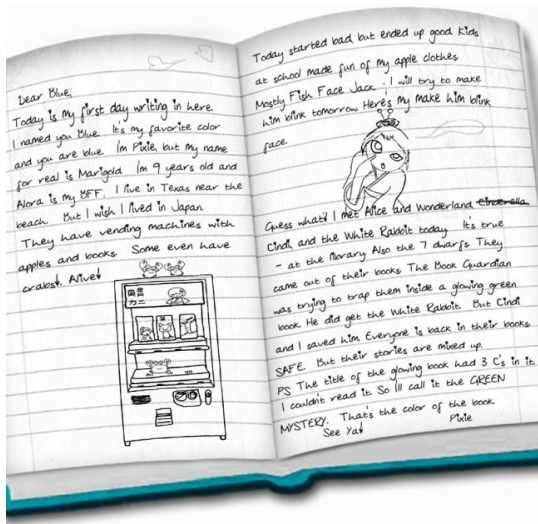 Dear Blue,
Today is my first day writing in here.
I named you Blue. It's my favorite color
and you are blue. Im Pixie, but my name
for real is Marigold. Im 9 years old and
Alora is my BFF. I live in Texas near the
beach. But I wish I lived in Japan
They have vending machines with
apples and books. Some even have
crabs! Alive!
カニ
Today started bad, but ended up good. Kids
at school made fun of my apple clothes.
Mostly Fish Face Jack. I will try to make
him blink tomorrow. Here's my make him blink
face.
Guess what? I met Alice and Wonderland, Cinderella
Cindi, and the White Rabbit today. It's true
- at the library. Also the 7 dwarfs. They
came out of their books. The Book Guardian
was trying to trap them inside a glowing green
book. He did get the White Rabbit. But Cindi
and I saved him. Everyone is back in their books.
SAFE. But their stories are mixed up.
PS The title of the glowing book had 3 C's in it.
I couldn't read it. So Ill call it the GREEN
MYSTERY. That's the color of the book.
See Ya!
Pixie